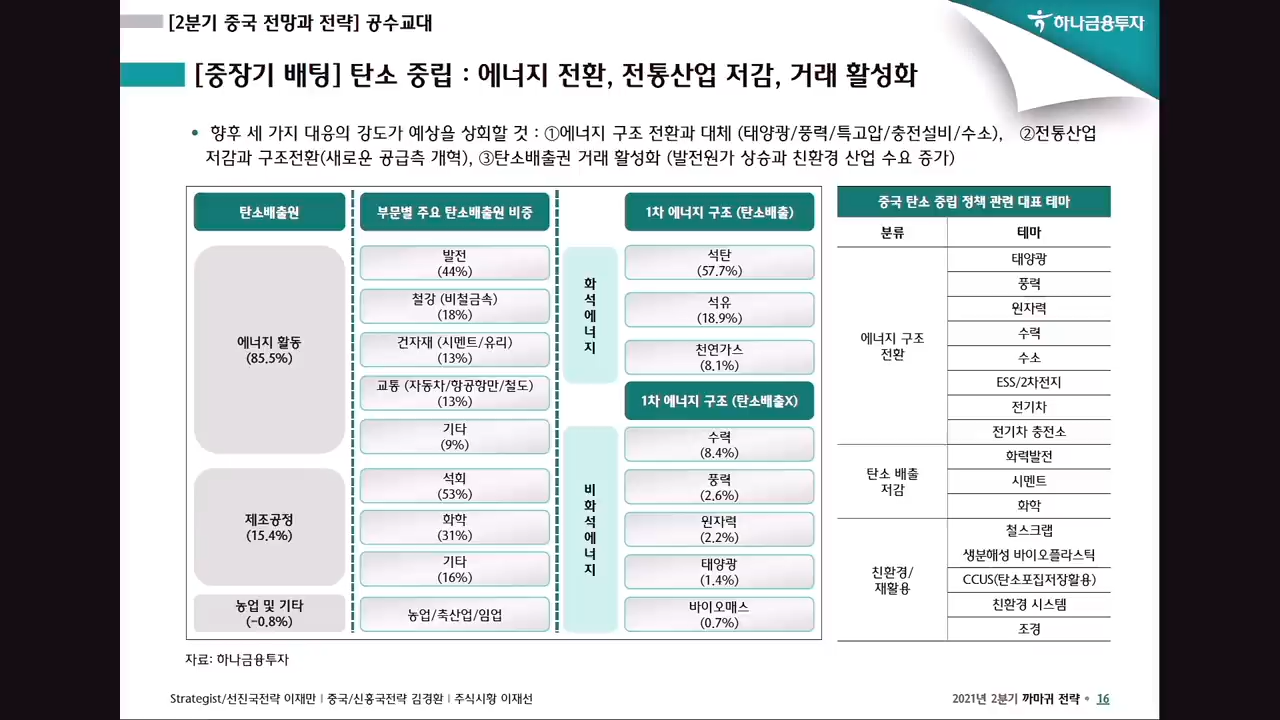 [2분기 중국 전망과 전략] 공수교대
하나금융투자
[중장기 배팅] 탄소 중립 : 에너지 전환, 전통산업 저감, 거래 활성화
• 향후 세 가지 대응의 강도가 예상을 상회할 것 : ①에너지 구조 전환과 대체 (태양광/풍력/특고압/충전설비/수소), ②전통산업
저감과 구조전환(새로운 공급측 개혁), ③탄소배출권 거래 활성화 (발전원가 상승과 친환경 산업 수요 증가)
탄소배출원
에너지 활동
(85.5%)
제조공정
(15.4%)
농업 및 기타
(-0.8%)
부문별 주요 탄소배출원 비중
발전
(44%)
철강 (비철금속)
(18%)
건자재 (시멘트/유리)
(13%)
교통 (자동차/항공항만/철도)
(13%)
기타
(9%)
석회
(53%)
화학
(31%)
기타
(16%)
농업/축산업/임업
화석에너지
1차 에너지 구조 (탄소배출)
석탄
(57.7%)
석유
(18.9%)
천연가스
(8.1%)
비화석에너지
1차 에너지 구조 (탄소배출X)
수력
(8.4%)
풍력
(2.6%)
원자력
(2.2%)
태양광
(1.4%)
바이오매스
(0.7%)
중국 탄소 중립 정책 관련 대표 테마
분류 테마
에너지 구조
전환
태양광
풍력
원자력
수력
수소
ESS/2차전지
전기차
전기차 충전소
탄소 배출
저감
화력발전
시멘트
화학
친환경/
재활용
철스크랩
생분해성 바이오플라스틱
CCUS(탄소포집저장활용)
친환경 시스템
조경
자료: 하나금융투자
Strategist/선진국전략 이재만 | 중국/신흥국전략 김경환 | 주식시황 이재선
2021년 2분기 까마귀 전략 • 16